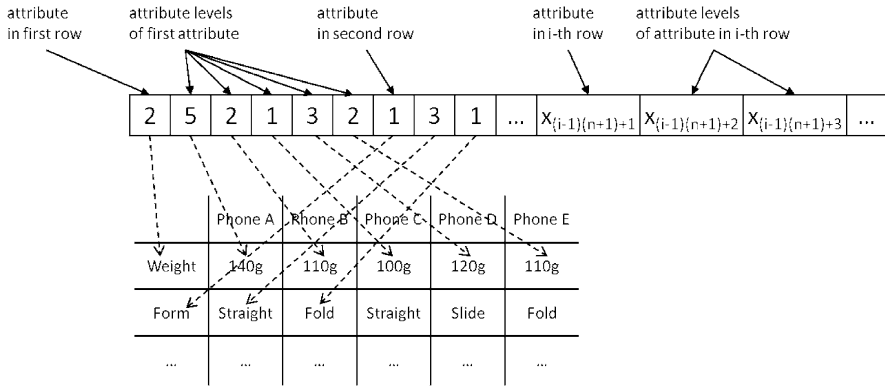 attribute attribute levels attribute attribute attribute levels
in first row of first attribute in second row in i-th row of attribute in i-th row
2 5 2 1 3 2 1 3 1 ... X(i-1)(n+1)+1 X(i-1)(n+1)+2 X(i-1)(n+1)+3 ...
Phone A Phone B Phone C Phone D Phone E
Weight 140g 110g 100g 120g 110g
Form Straight Fold Straight Slide Fold
... ... ... ... ... ...